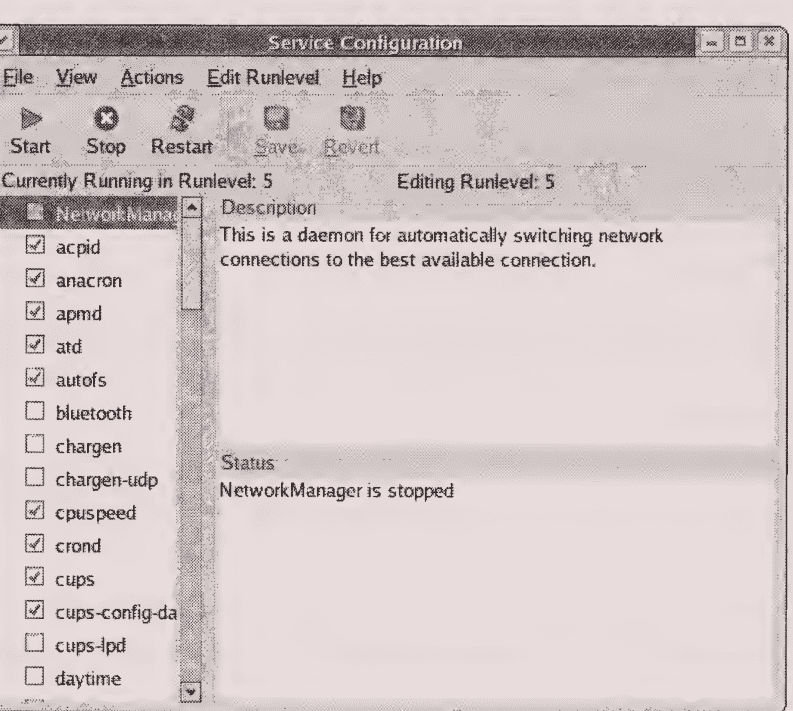 Service Configuration
File View Actions Edit Runlevel Help
Start Stop Restart Save Revert
Currently Running in Runlevel: 5 Editing Runlevel: 5
NetworkManag
Description
This is a daemon for automatically switching network
connections to the best available connection.
acpid
anacron
apmd
atd
autofs
bluetooth
chargen
chargen-udp
cpuspeed
crond
cups
cups-config-da
cups-lpd
daytime
Status
NetworkManager is stopped